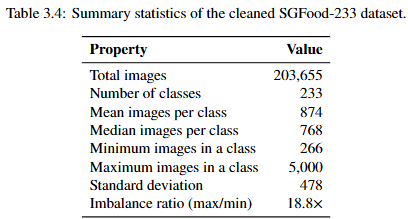 Table 3.4: Summary statistics of the cleaned SGFood-233 dataset.
Property Value
Total images 203,655
Number of classes 233
Mean images per class 874
Median images per class 768
Minimum images in a class 266
Maximum images in a class 5,000
Standard deviation 478
Imbalance ratio (max/min) 18.8×